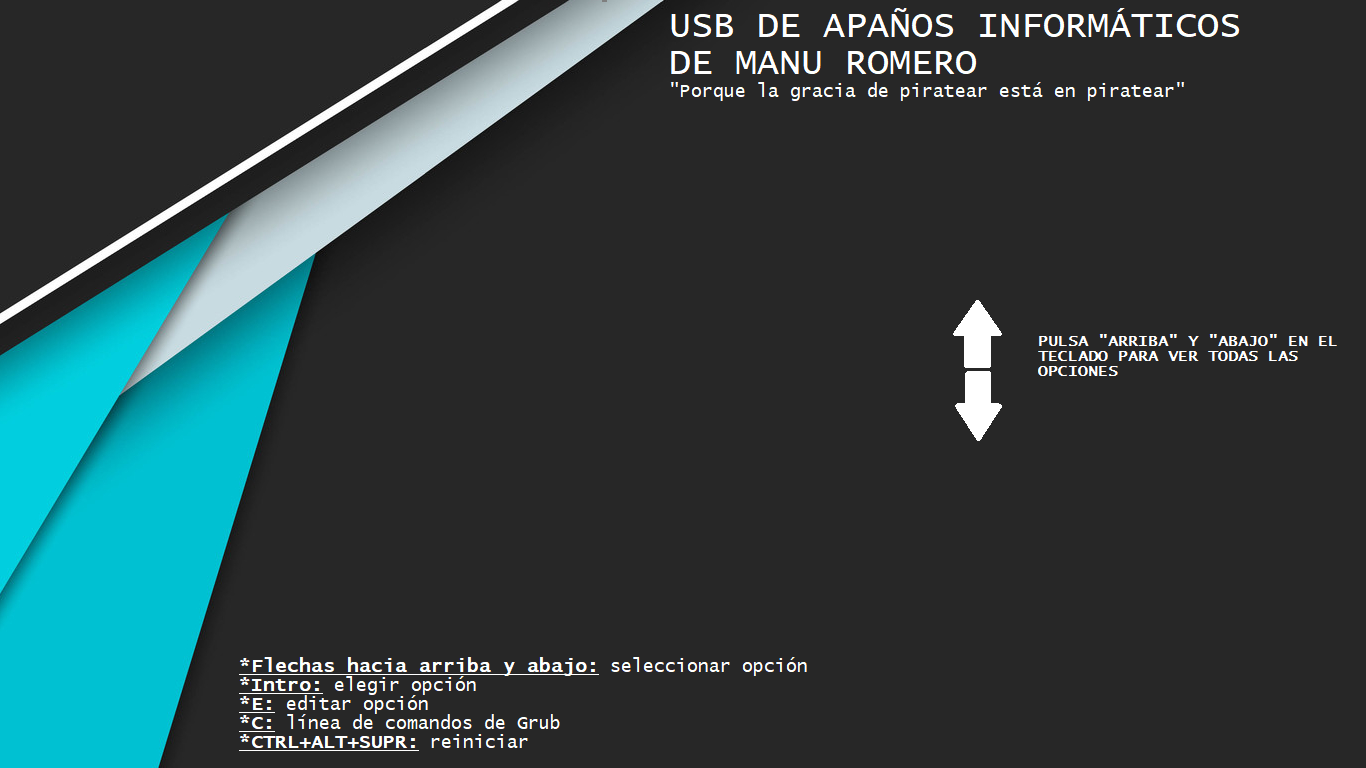 USB DE APAÑOS INFORMÁTICOS
DE MANU ROMERO
"Porque la gracia de piratear está en piratear"
PULSA "ARRIBA" Y "ABAJO" EN EL
TECLADO PARA VER TODAS LAS
OPCIONES
*Flechas hacia arriba y abajo: seleccionar opción
*Intro: elegir opción
*E: editar opción
*C: línea de comandos de Grub
*CTRL+ALT+SUPR: reiniciar